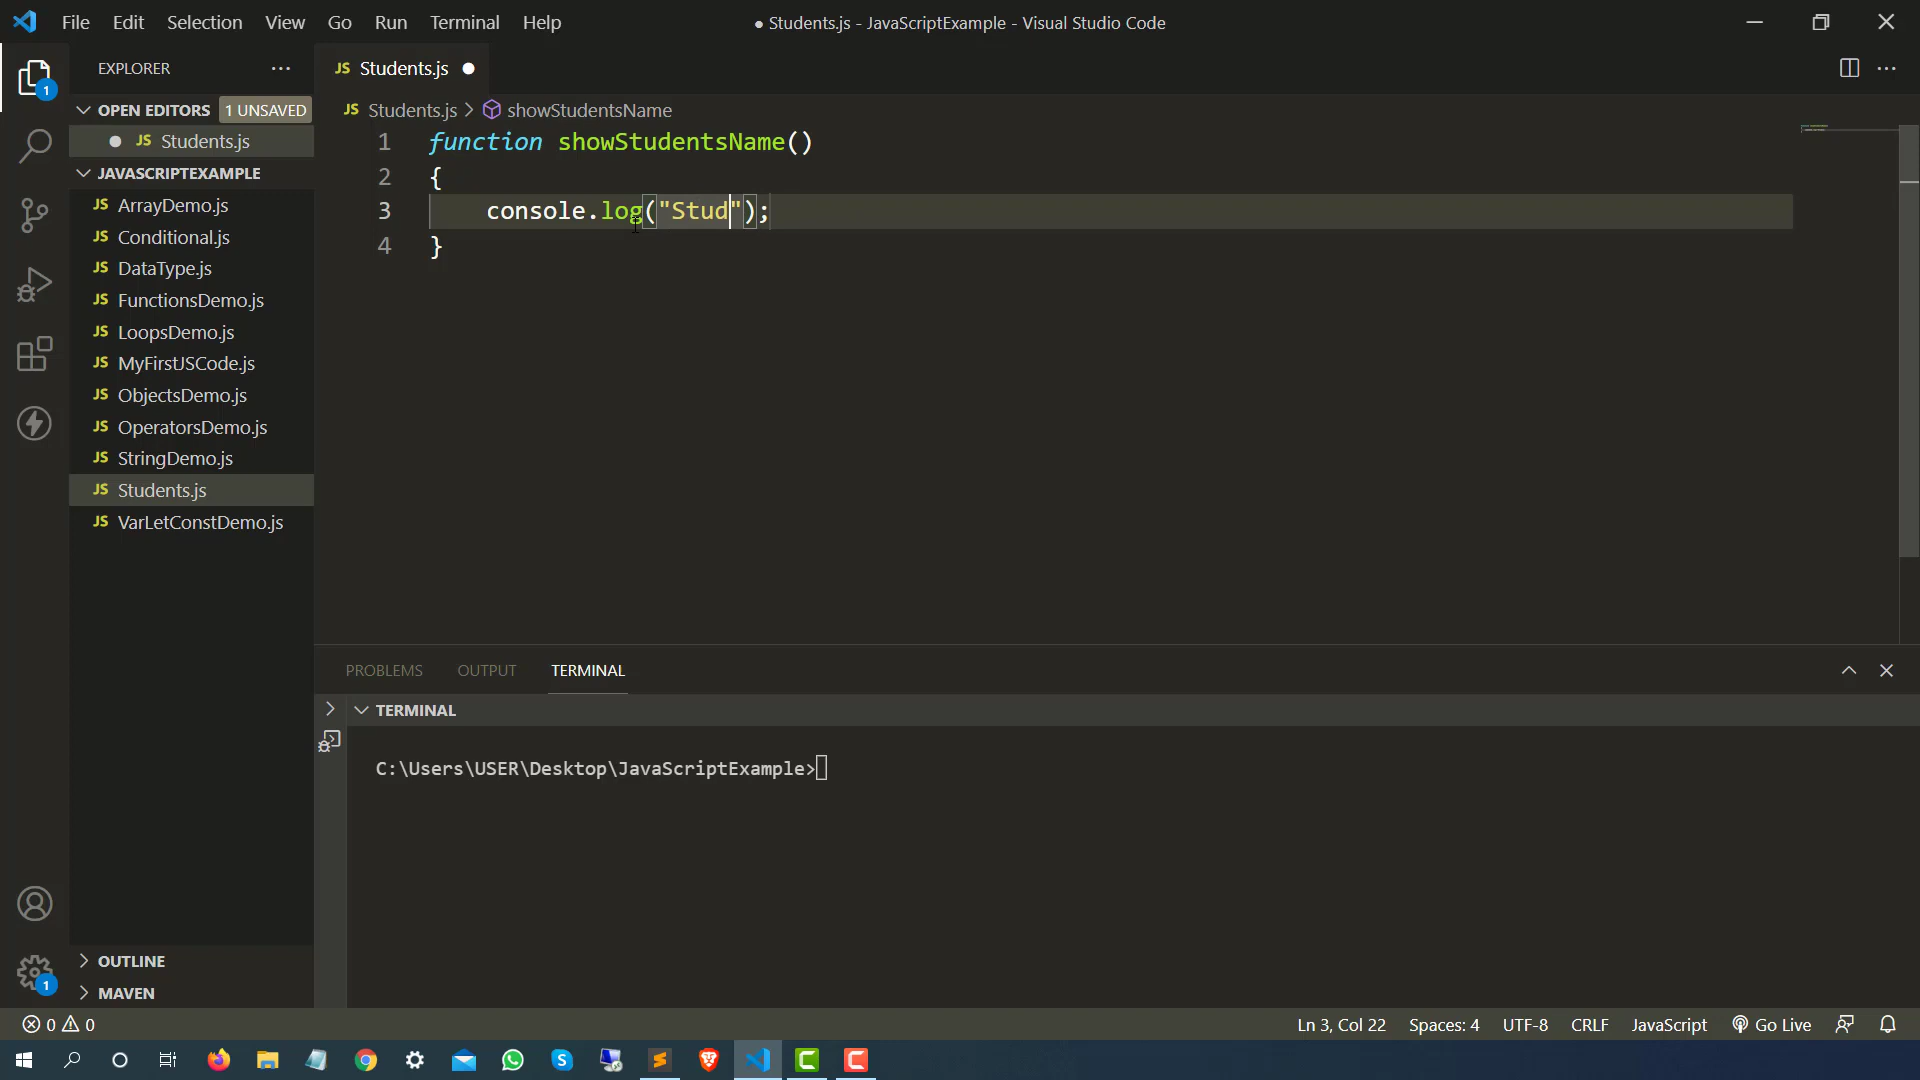 File Edit Selection View Go Run Terminal Help
● Students.js - JavaScriptExample - Visual Studio Code
EXPLORER ···
JS Students.js ●
1
OPEN EDITORS 1 UNSAVED
● JS Students.js
JS Students.js > showStudentsName
JAVASCRIPTEXAMPLE
JS ArrayDemo.js
JS Conditional.js
JS DataType.js
JS FunctionsDemo.js
JS LoopsDemo.js
JS MyFirstJSCode.js
JS ObjectsDemo.js
JS OperatorsDemo.js
JS StringDemo.js
JS Students.js
JS VarLetConstDemo.js
1 function showStudentsName()
2 {
3 console.log("Stud");
4 }
PROBLEMS OUTPUT TERMINAL
TERMINAL
C:\Users\USER\Desktop\JavaScriptExample>
OUTLINE
MAVEN
1
0 0
Ln 3, Col 22 Spaces: 4 UTF-8 CRLF JavaScript Go Live